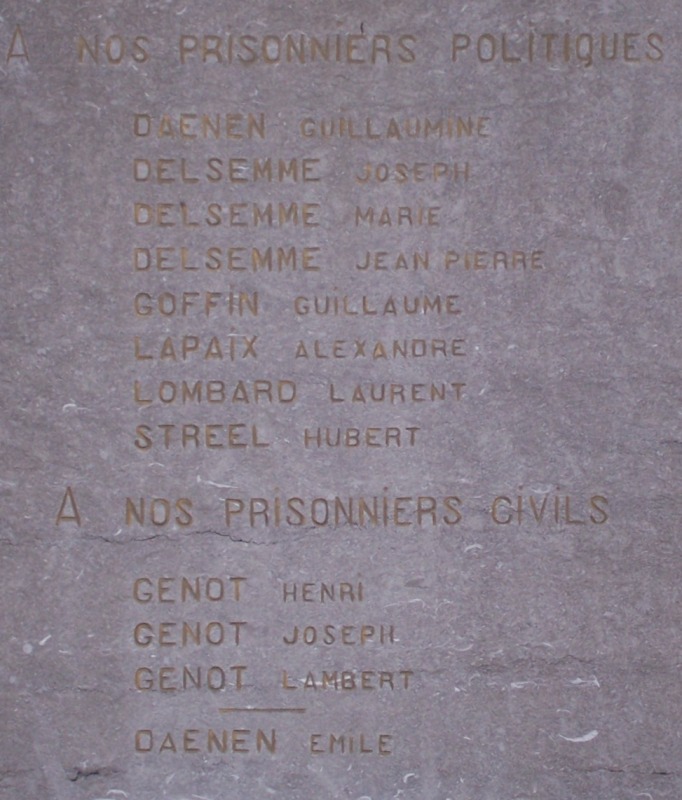 A NOS PRISONNIERS POLITIQUES
DAENEN GUILLAUMINE
DELSEMME JOSEPH
DELSEMME MARIE
DELSEMME JEAN PIERRE
GOFFIN GUILLAUME
LAPAIX ALEXANDRE
LOMBARD LAURENT
STREEL HUBERT
A NOS PRISONNIERS CIVILS
GENOT HENRI
GENOT JOSEPH
GENOT LAMBERT
DAENEN EMILE